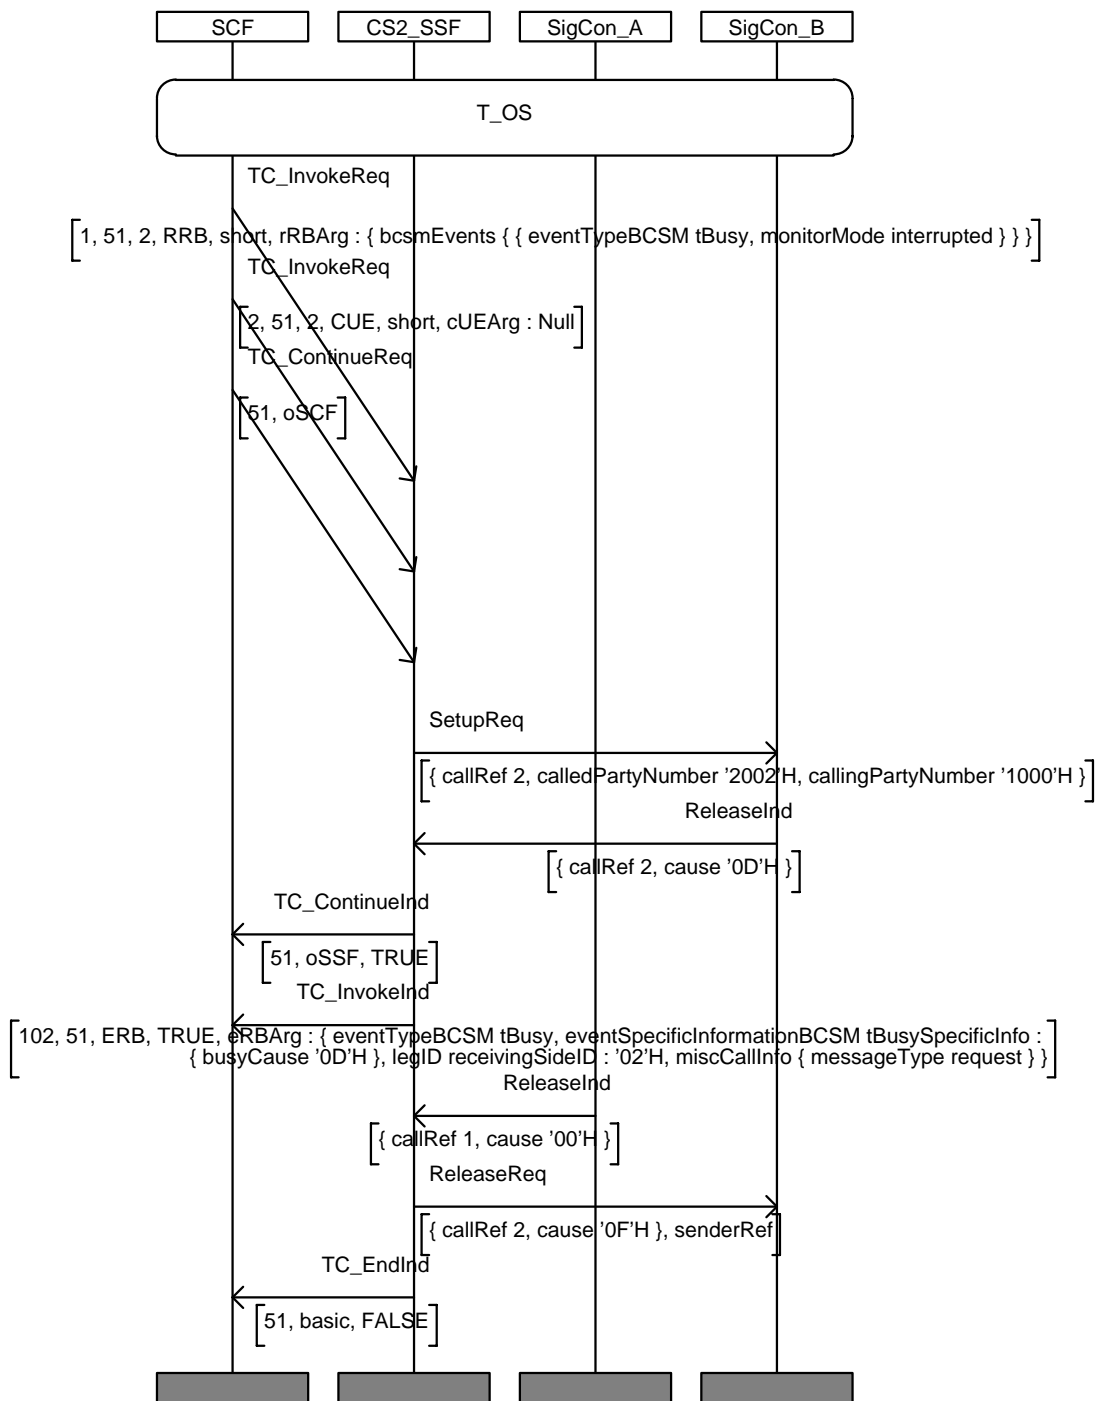 SCF CS2_SSF SigCon_A SigCon_B
T_OS
TC_InvokeReq
1, 51, 2, RRB, short, rRBArg : { bcsmEvents { { eventTypeBCSM tBusy, monitorMode interrupted } } }
TC_InvokeReq
2, 51, 2, CUE, short, cUEArg : Null
TC_ContinueReq
51, oSCF
SetupReq
{ callRef 2, calledPartyNumber '2002'H, callingPartyNumber '1000'H }
ReleaseInd
{ callRef 2, cause '0D'H }
TC_ContinueInd
51, oSSF, TRUE
TC_InvokeInd
102, 51, ERB, TRUE, eRBArg : { eventTypeBCSM tBusy, eventSpecificInformationBCSM tBusySpecificInfo :
{ busyCause '0D'H }, legID receivingSideID : '02'H, miscCallInfo { messageType request } }
ReleaseInd
{ callRef 1, cause '00'H }
ReleaseReq
{ callRef 2, cause '0F'H }, senderRef
TC_EndInd
51, basic, FALSE